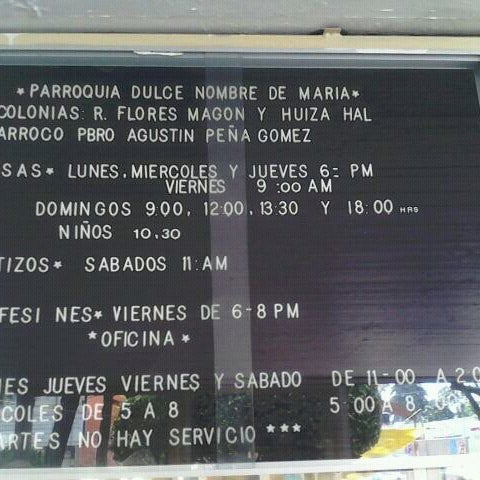 *PARROQUIA DULCE NOMBRE DE MARIA*
COLONIAS: R. FLORES MAGON Y HUIZA HAL
ARROCO PBRO AGUSTIN PEÑA GOMEZ
SAS* LUNES, MIERCOLES Y JUEVES 6- PM
VIERNES 9:00 AM
DOMINGOS 9:00, 12:00, 13:30 Y 18:00 HRS
NIÑOS 10,30
TIZOS* SABADOS 11:AM
FESI NES* VIERNES DE 6-8 PM
*OFICINA*
NES JUEVES VIERNES Y SABADO DE 11-00 A 2:0
COLES DE 5 A 8 5:00 A 8:0
ARTES NO HAY SERVICIO ***